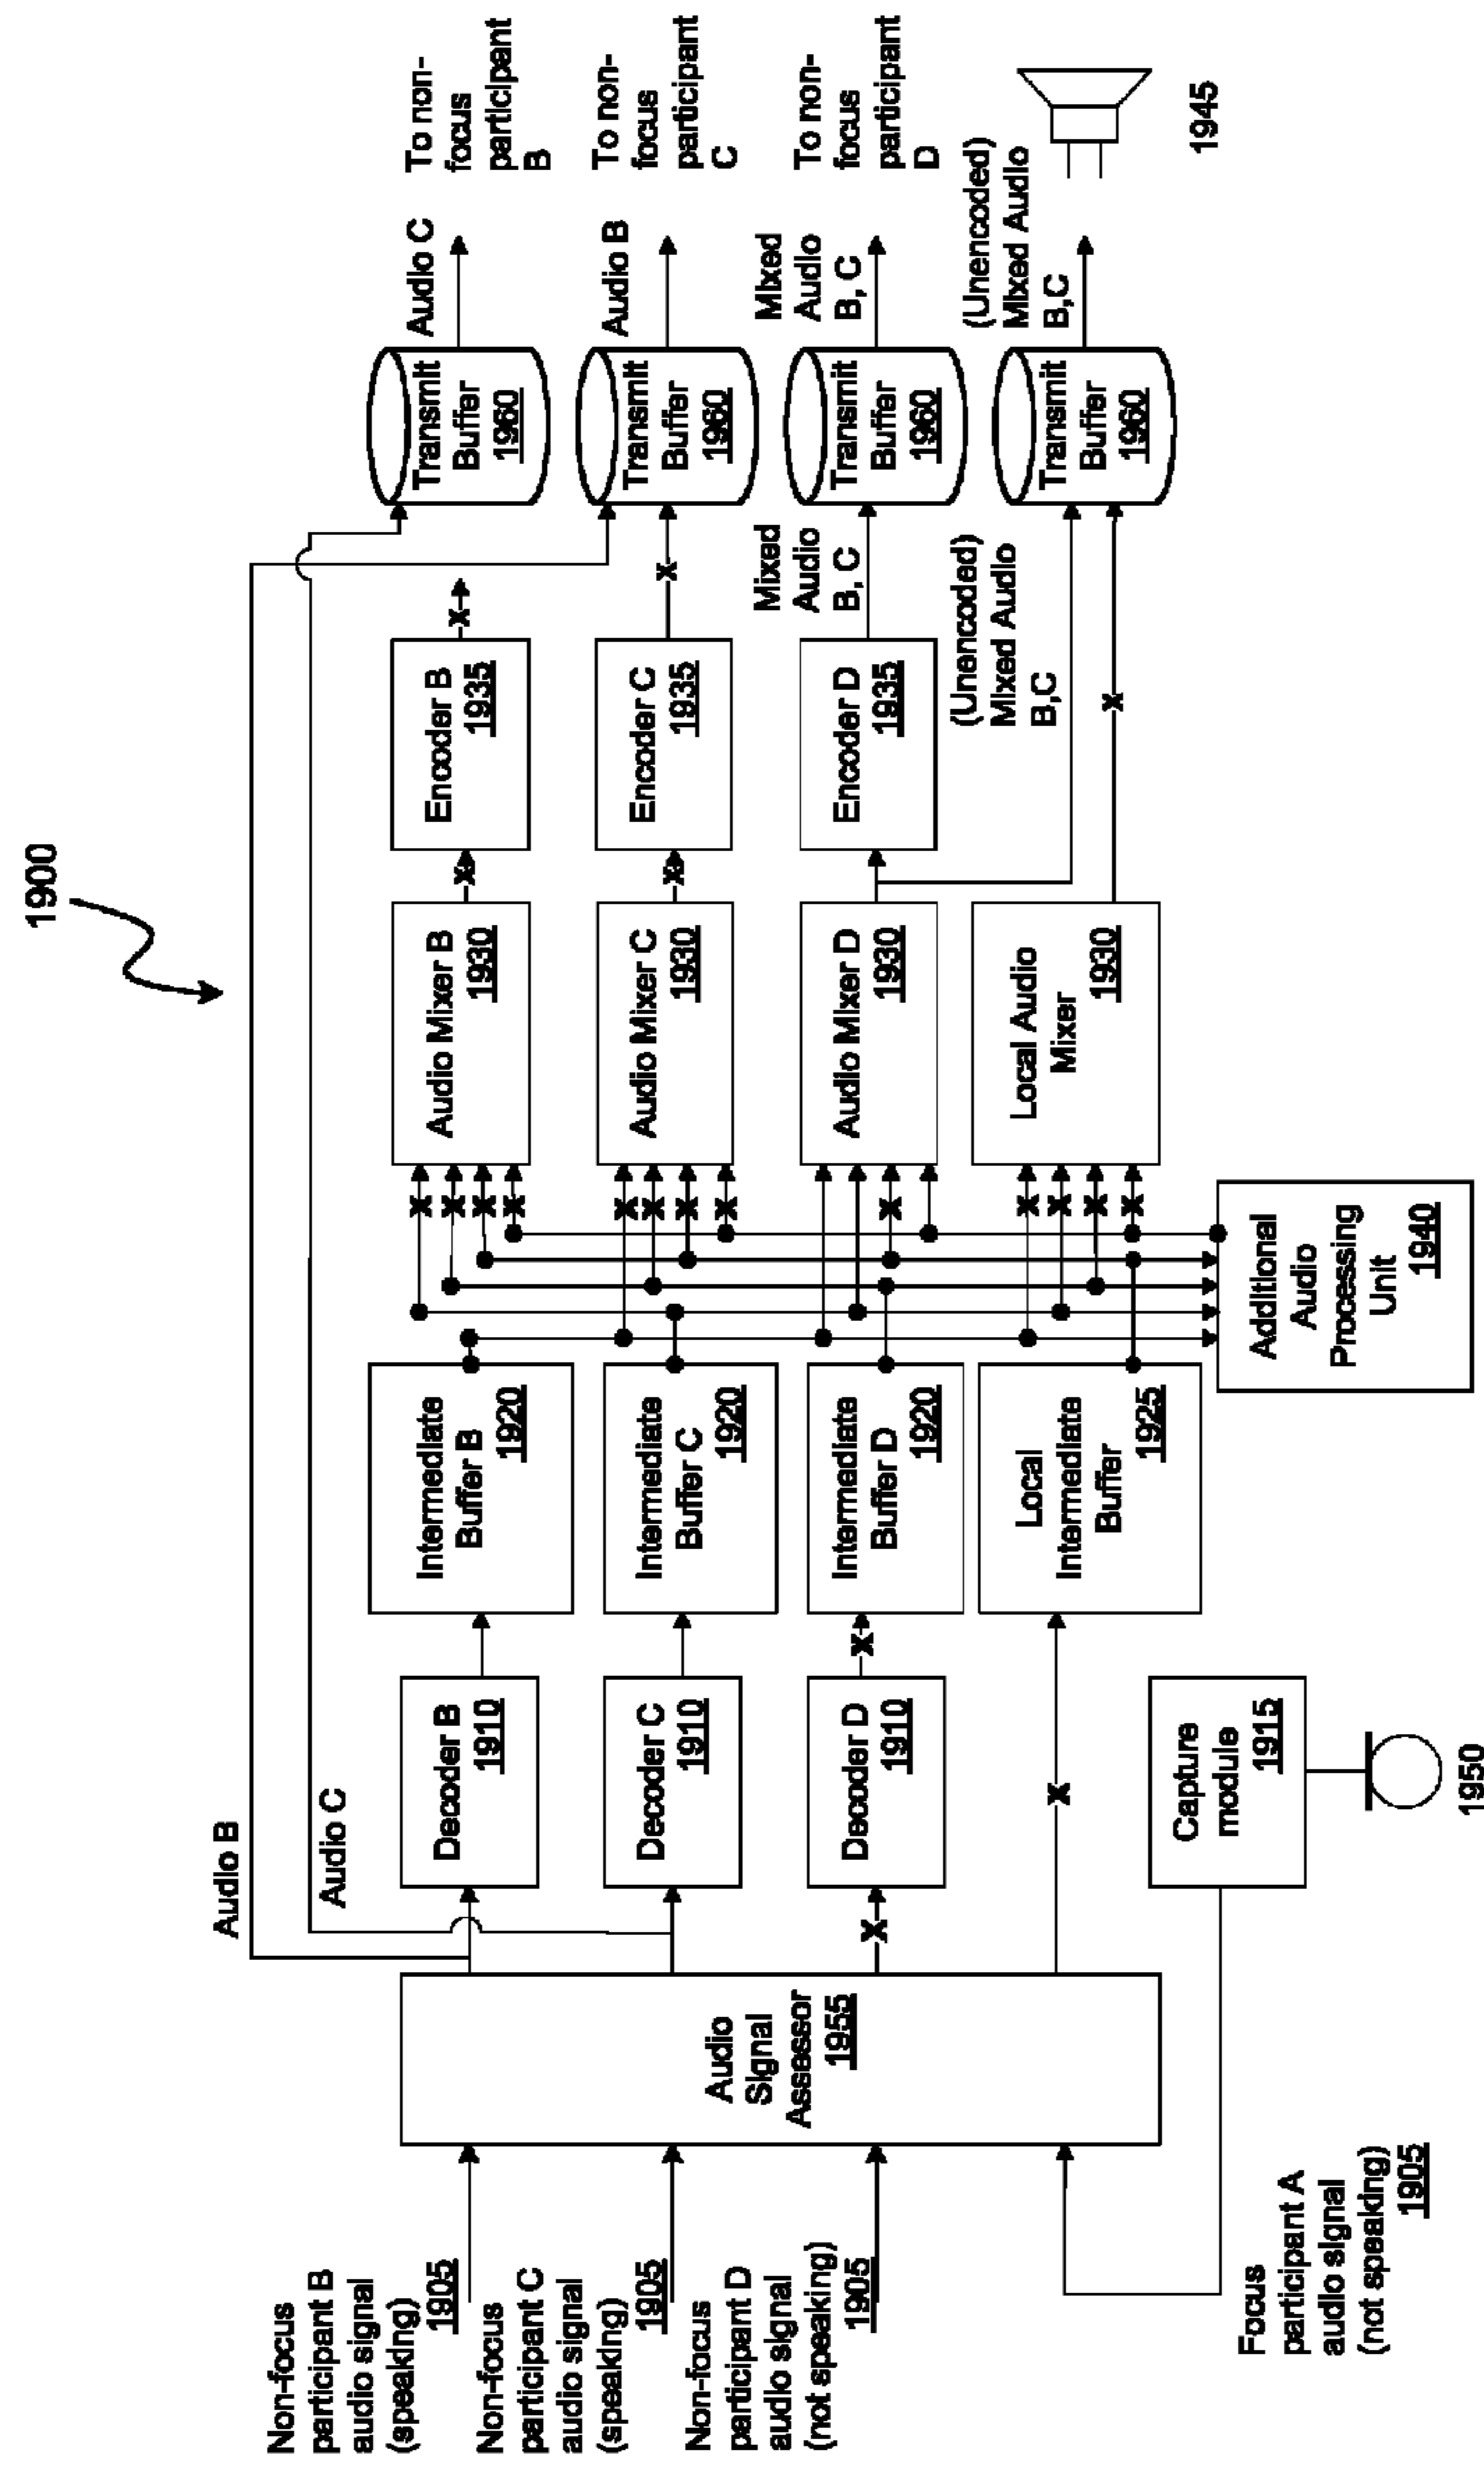 1900
Non-focus
participant B
audio signal
(speaking)
1905
Non-focus
participant C
audio signal
(speaking)
1905
Non-focus
participant D
audio signal
(not speaking)
1905
Focus
participant A
audio signal
(not speaking)
1905
Audio
Signal
Assessor
1955
Audio B
Audio C
Decoder B
1910
Decoder C
1910
Decoder D
1910
Capture
module
1915
1950
x
x
x
Intermediate
Buffer B
1920
Intermediate
Buffer C
1920
Intermediate
Buffer D
1920
Local
Intermediate
Buffer
1925
Additional
Audio
Processing
Unit
1940
x
x
x
x
x
x
x
x
x
x
x
x
x
Audio Mixer B
1930
Audio Mixer C
1930
Audio Mixer D
1930
Local Audio
Mixer
1930
x
x
Encoder B
1935
Encoder C
1935
Encoder D
1935
x
x
x
Mixed
Audio
B, C
(Unencoded)
Mixed Audio
B,C
Transmit
Buffer
1960
Transmit
Buffer
1960
Transmit
Buffer
1960
Transmit
Buffer
1960
Audio C
Audio B
Mixed
Audio
B, C
(Unencoded)
Mixed Audio
B,C
To non-
focus
participant
B
To non-
focus
participant
C
To non-
focus
participant
D
1945